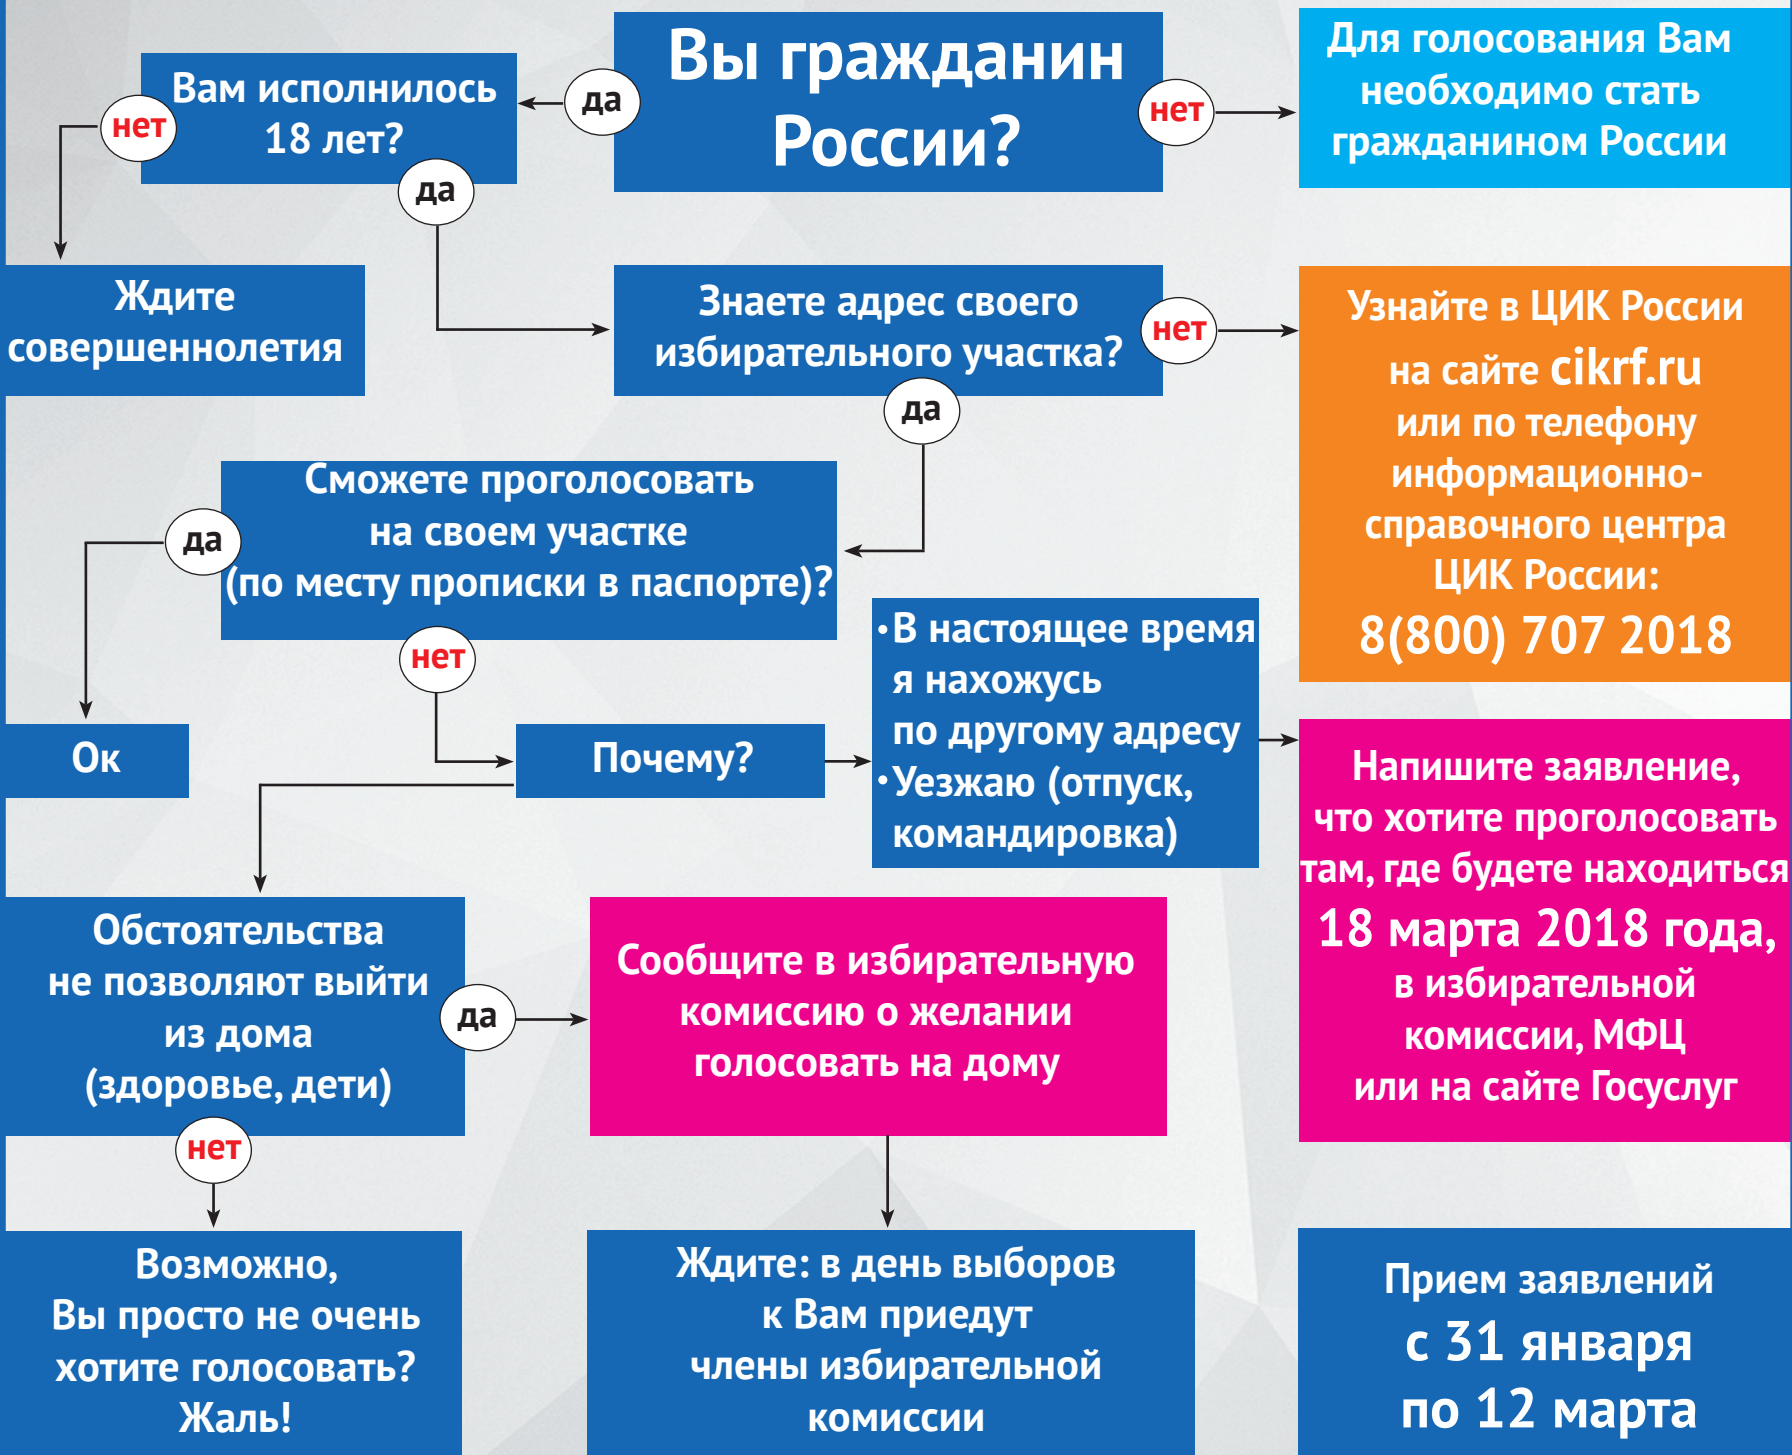 Вы гражданин
России?
да
нет
Для голосования Вам
необходимо стать
гражданином России
Вам исполнилось
18 лет?
нет
да
Ждите
совершеннолетия
Знаете адрес своего
избирательного участка?
нет
да
Узнайте в ЦИК России
на сайте cikrf.ru
или по телефону
информационно-
справочного центра
ЦИК России:
8(800) 707 2018
Сможете проголосовать
на своем участке
(по месту прописки в паспорте)?
да
нет
Ок
Почему?
• В настоящее время
я нахожусь
по другому адресу
• Уезжаю (отпуск,
командировка)
Напишите заявление,
что хотите проголосовать
там, где будете находиться
18 марта 2018 года,
в избирательной
комиссии, МФЦ
или на сайте Госуслуг
Обстоятельства
не позволяют выйти
из дома
(здоровье, дети)
да
нет
Сообщите в избирательную
комиссию о желании
голосовать на дому
Возможно,
Вы просто не очень
хотите голосовать?
Жаль!
Ждите: в день выборов
к Вам приедут
члены избирательной
комиссии
Прием заявлений
с 31 января
по 12 марта